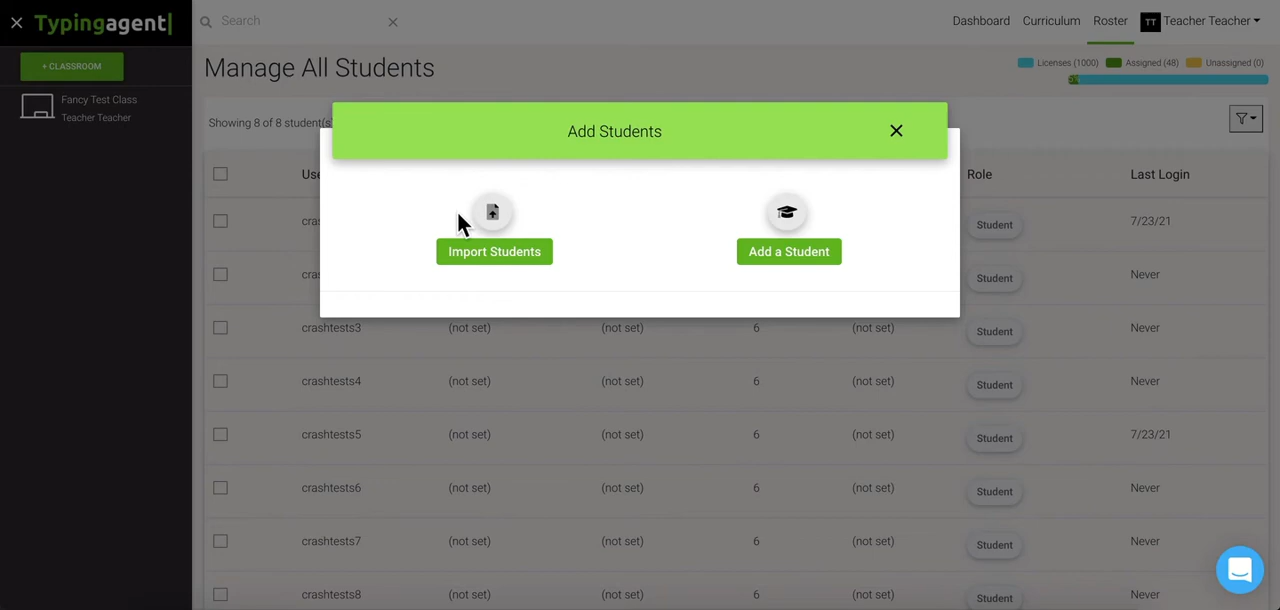 Typingagent|
Search
Dashboard Curriculum Roster TT Teacher Teacher
+ CLASSROOM
Fancy Test Class
Teacher Teacher
Manage All Students
Licenses (1000) Assigned (48) Unassigned (0)
Showing 8 of 8 student(s)
Add Students
Import Students
Add a Student
Role Last Login
Student 7/23/21
Student Never
crashtests3 (not set) (not set) 6 (not set) Student Never
crashtests4 (not set) (not set) 6 (not set) Student Never
crashtests5 (not set) (not set) 6 (not set) Student 7/23/21
crashtests6 (not set) (not set) 6 (not set) Student Never
crashtests7 (not set) (not set) 6 (not set) Student Never
crashtests8 (not set) (not set) 6 (not set) Student Never